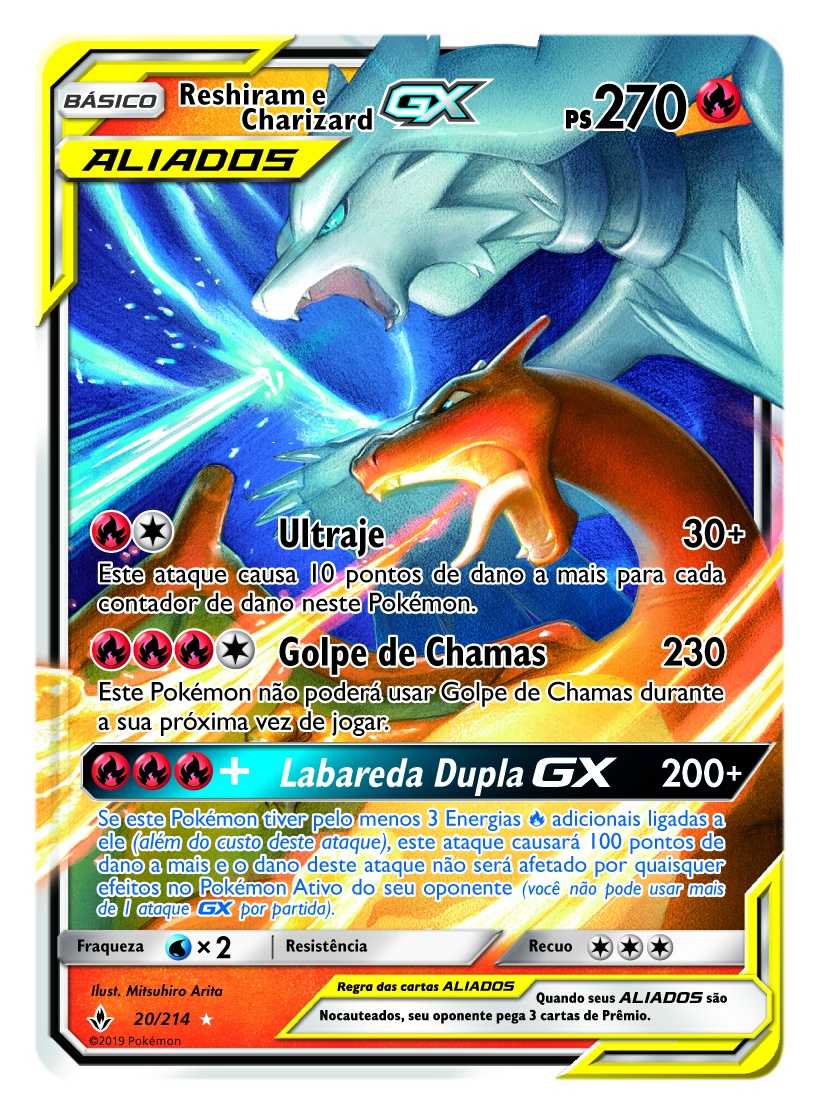 BÁSICO
Reshiram e
Charizard GX
PS 270
ALIADOS
Ultraje 30+
Este ataque causa 10 pontos de dano a mais para cada
contador de dano neste Pokémon.
Golpe de Chamas 230
Este Pokémon não poderá usar Golpe de Chamas durante
a sua próxima vez de jogar.
+ Labareda Dupla GX 200+
Se este Pokémon tiver pelo menos 3 Energias adicionais ligadas a
ele (além do custo deste ataque), este ataque causará 100 pontos de
dano a mais e o dano deste ataque não será afetado por quaisquer
efeitos no Pokémon Ativo do seu oponente (você não pode usar mais
de 1 ataque GX por partida).
Fraqueza ×2 Resistência Recuo
Ilust. Mitsuhiro Arita
20/214
©2019 Pokémon
Regra das cartas ALIADOS
Quando seus ALIADOS são
Nocauteados, seu oponente pega 3 cartas de Prêmio.